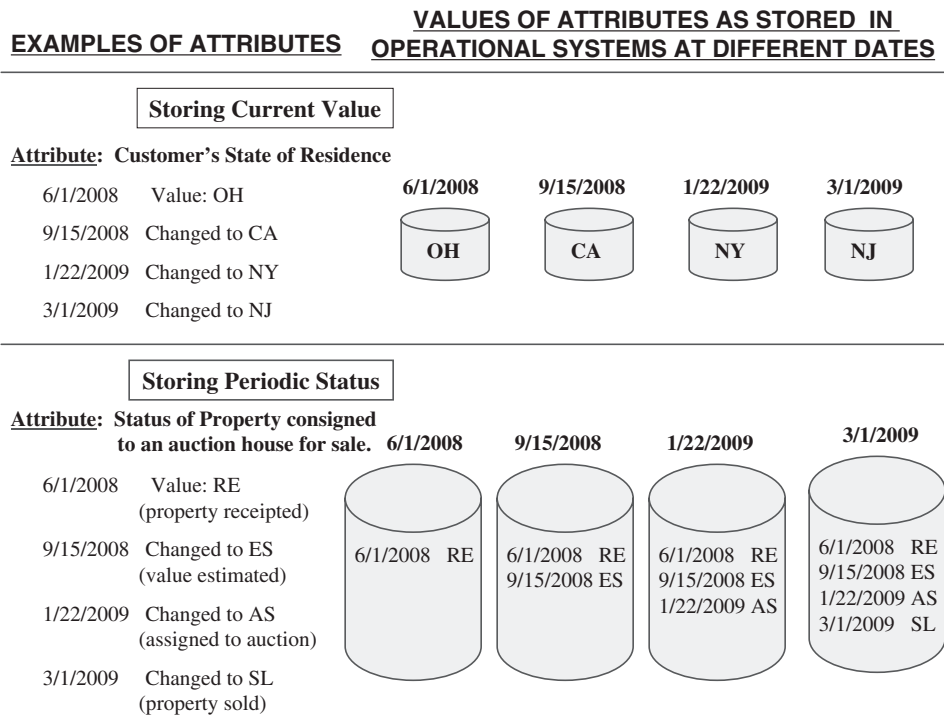 EXAMPLES OF ATTRIBUTES
VALUES OF ATTRIBUTES AS STORED IN
OPERATIONAL SYSTEMS AT DIFFERENT DATES
Storing Current Value
Attribute: Customer's State of Residence
6/1/2008 Value: OH
9/15/2008 Changed to CA
1/22/2009 Changed to NY
3/1/2009 Changed to NJ
6/1/2008 9/15/2008 1/22/2009 3/1/2009
OH CA NY NJ
Storing Periodic Status
Attribute: Status of Property consigned
to an auction house for sale.
6/1/2008 Value: RE
(property receipted)
9/15/2008 Changed to ES
(value estimated)
1/22/2009 Changed to AS
(assigned to auction)
3/1/2009 Changed to SL
(property sold)
6/1/2008
6/1/2008 RE
9/15/2008
6/1/2008 RE
9/15/2008 ES
1/22/2009
6/1/2008 RE
9/15/2008 ES
1/22/2009 AS
3/1/2009
6/1/2008 RE
9/15/2008 ES
1/22/2009 AS
3/1/2009 SL